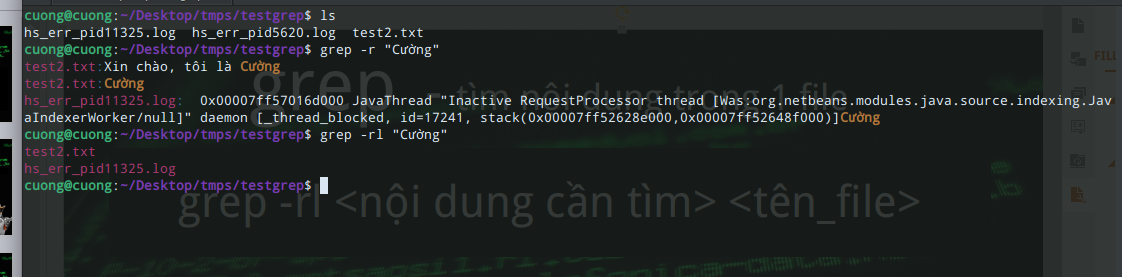 cuong@cuong:~/Desktop/tmps/testgrep$ ls
hs_err_pid11325.log  hs_err_pid5620.log  test2.txt
cuong@cuong:~/Desktop/tmps/testgrep$ grep -r "Cường"
test2.txt:Xin chào, tôi là Cường
test2.txt:Cường
grep - tìm nội dung trong 1 file
hs_err_pid11325.log:  0x00007ff57016d000 JavaThread "Inactive RequestProcessor thread [Was:org.netbeans.modules.java.source.indexing.Jav
aIndexerWorker/null]" daemon [_thread_blocked, id=17241, stack(0x00007ff52628e000,0x00007ff52648f000)]Cường
cuong@cuong:~/Desktop/tmps/testgrep$ grep -rl "Cường"
test2.txt
hs_err_pid11325.log
cuong@cuong:~/Desktop/tmps/testgrep$
grep -rl <nội dung cần tìm> <tên_file>
FILL